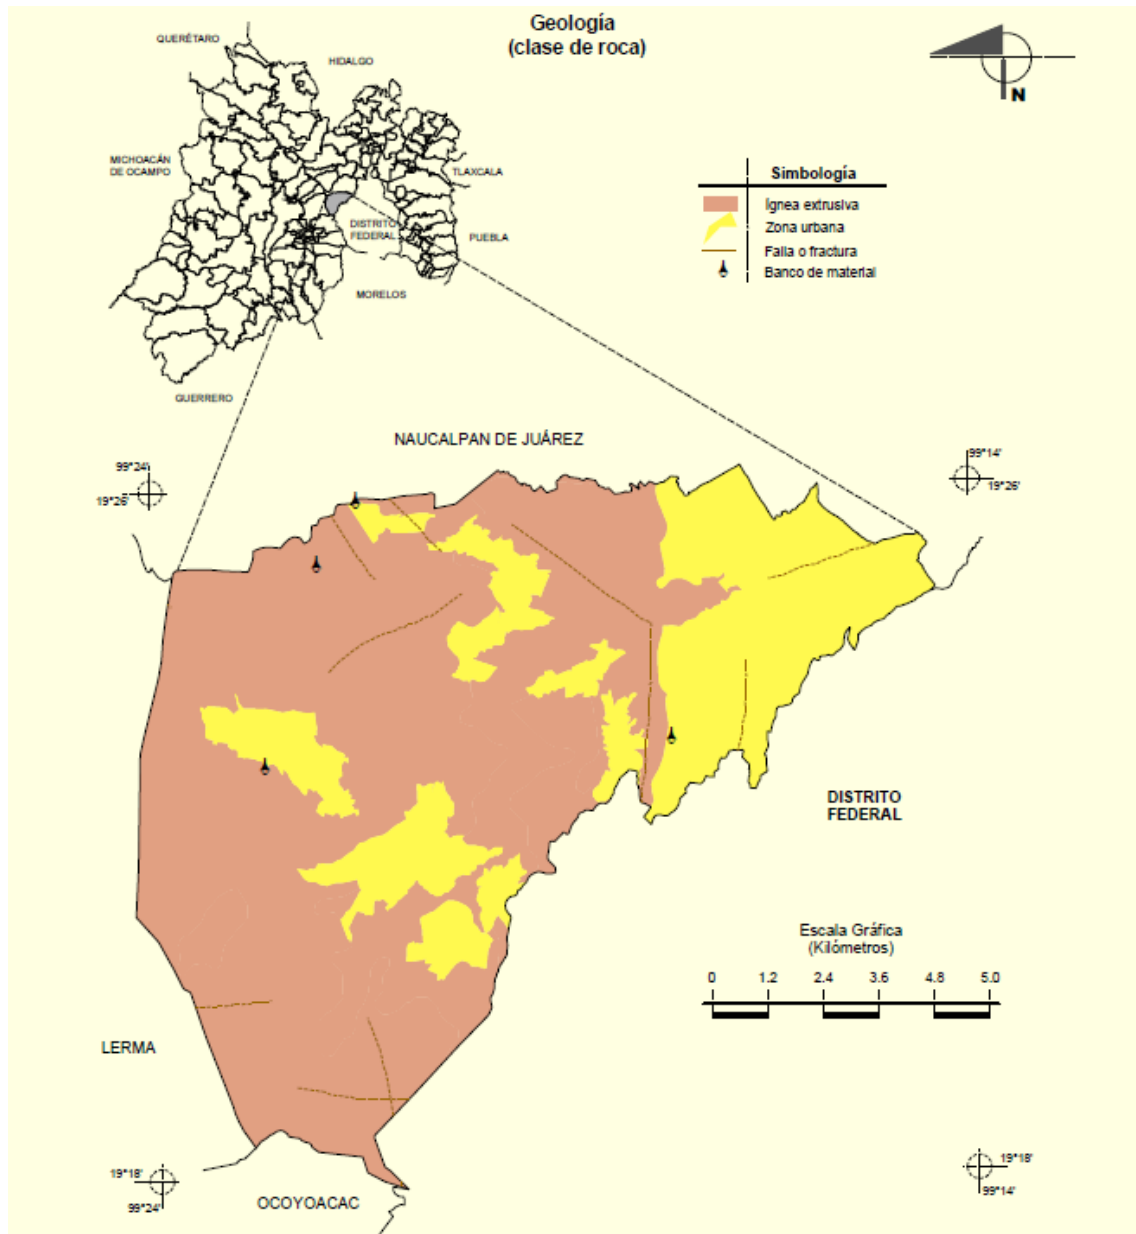 Geología
(clase de roca)
QUERÉTARO
HIDALGO
N
MICHOACÁN
DE OCAMPO
TLAXCALA
DISTRITO
FEDERAL
PUEBLA
MORELOS
GUERRERO
Simbología
Ignea extrusiva
Zona urbana
Falla o fractura
Banco de material
NAUCALPAN DE JUÁREZ
99°24'
19°26'
99°14'
19°26'
DISTRITO
FEDERAL
Escala Gráfica
(Kilómetros)
0 1.2 2.4 3.6 4.8 5.0
LERMA
19°18'
99°24'
OCOYOACAC
19°18'
99°14'